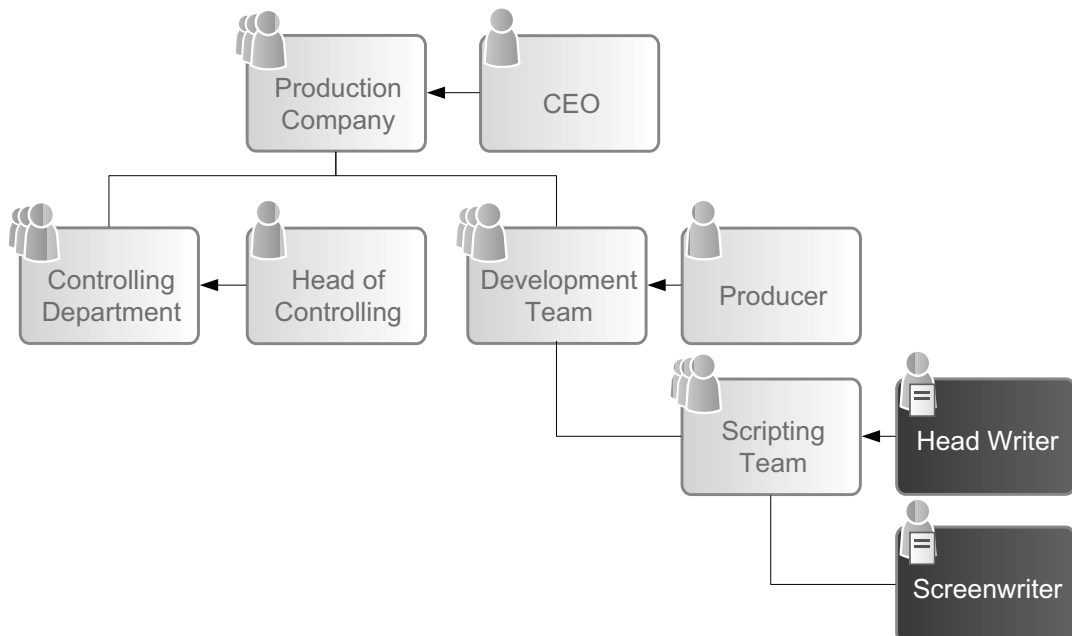 Production
Company
CEO
Controlling
Department
Head of
Controlling
Development
Team
Producer
Scripting
Team
Head Writer
Screenwriter